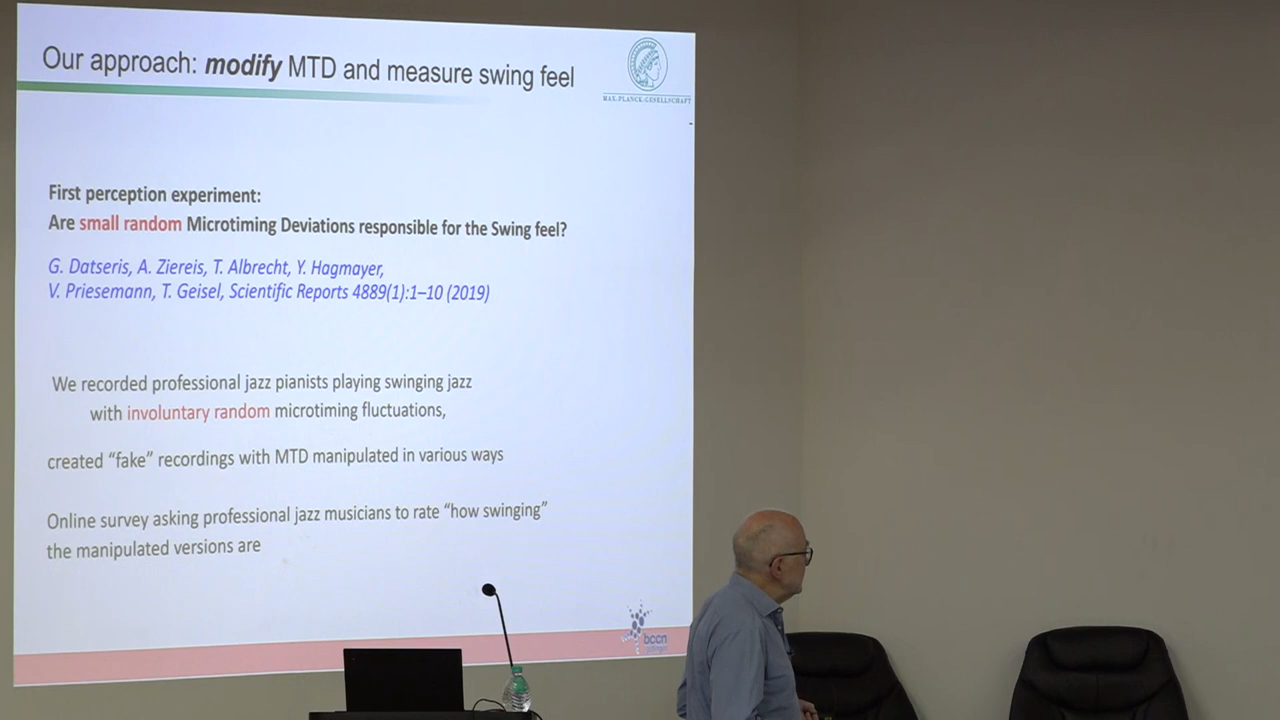 Our approach: modify MTD and measure swing feel
MAX-PLANCK-GESELLSCHAFT
First perception experiment:
Are small random Microtiming Deviations responsible for the Swing feel?
G. Datseris, A. Ziereis, T. Albrecht, Y. Hagmayer,
V. Priesemann, T. Geisel, Scientific Reports 4889(1):1–10 (2019)
We recorded professional jazz pianists playing swinging jazz
with involuntary random microtiming fluctuations,
created “fake” recordings with MTD manipulated in various ways
Online survey asking professional jazz musicians to rate “how swinging”
the manipulated versions are
bccn
göttingen